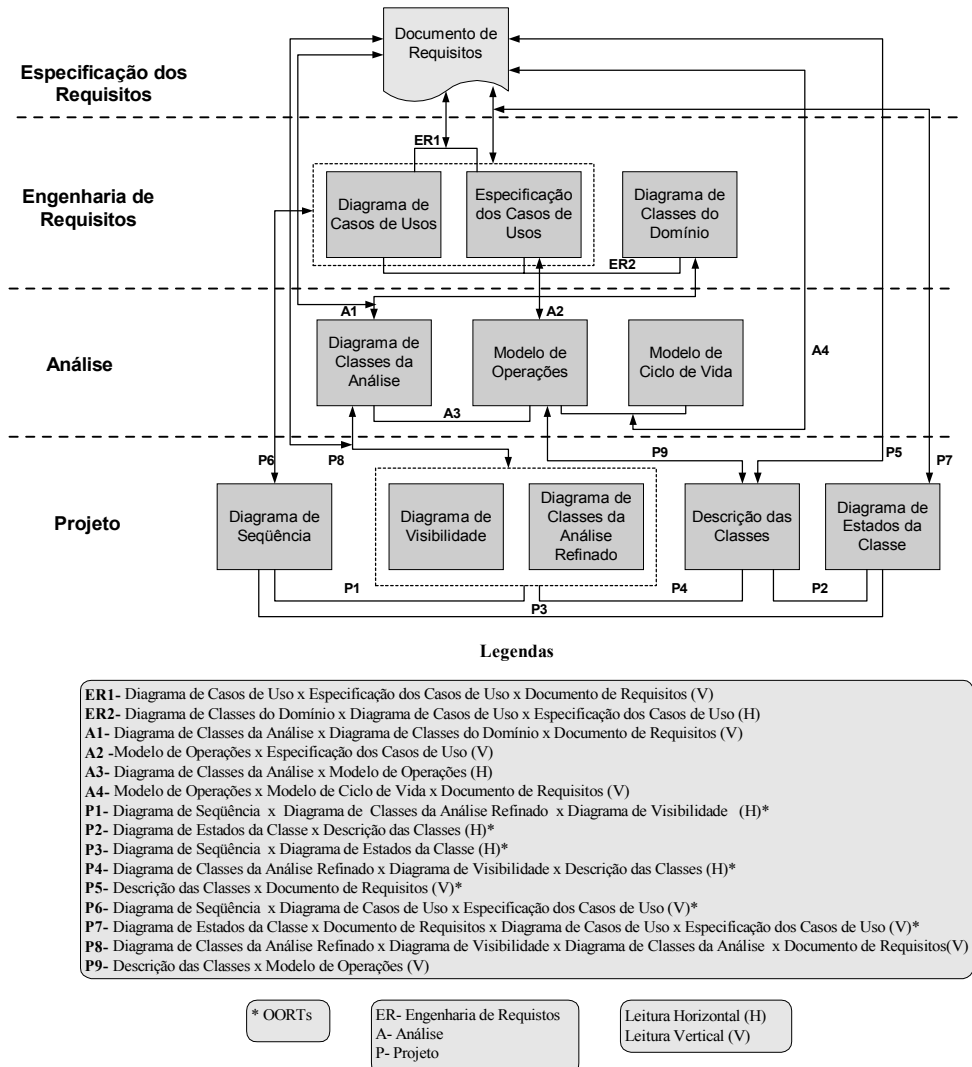 Documento de
Requisitos
Especificação dos
Requisitos
ER1
Engenharia de
Requisitos
Diagrama de
Casos de Usos
Especificação
dos Casos de
Usos
Diagrama de
Classes do
Domínio
ER2
A1
A2
Análise
Diagrama de
Classes da
Análise
Modelo de
Operações
Modelo de
Ciclo de Vida
A4
A3
P6
P8
P9
P5
P7
Projeto
Diagrama de
Seqüência
Diagrama de
Visibilidade
Diagrama de
Classes da
Análise
Refinado
Descrição das
Classes
Diagrama de
Estados da
Classe
P1
P4
P2
P3
Legendas
ER1- Diagrama de Casos de Uso x Especificação dos Casos de Uso x Documento de Requisitos (V)
ER2- Diagrama de Classes do Domínio x Diagrama de Casos de Uso x Especificação dos Casos de Uso (H)
A1- Diagrama de Classes da Análise x Diagrama de Classes do Domínio x Documento de Requisitos (V)
A2 -Modelo de Operações x Especificação dos Casos de Uso (V)
A3- Diagrama de Classes da Análise x Modelo de Operações (H)
A4- Modelo de Operações x Modelo de Ciclo de Vida x Documento de Requisitos (V)
P1- Diagrama de Seqüência x Diagrama de Classes da Análise Refinado x Diagrama de Visibilidade (H)*
P2- Diagrama de Estados da Classe x Descrição das Classes (H)*
P3- Diagrama de Seqüência x Diagrama de Estados da Classe (H)*
P4- Diagrama de Classes da Análise Refinado x Diagrama de Visibilidade x Descrição das Classes (H)*
P5- Descrição das Classes x Documento de Requisitos (V)*
P6- Diagrama de Seqüência x Diagrama de Casos de Uso x Especificação dos Casos de Uso (V)*
P7- Diagrama de Estados da Classe x Documento de Requisitos x Diagrama de Casos de Uso x Especificação dos Casos de Uso (V)*
P8- Diagrama de Classes da Análise Refinado x Diagrama de Visibilidade x Diagrama de Classes da Análise x Documento de Requisitos(V)
P9- Descrição das Classes x Modelo de Operações (V)
* OORTs
ER- Engenharia de Requistos
A- Análise
P- Projeto
Leitura Horizontal (H)
Leitura Vertical (V)